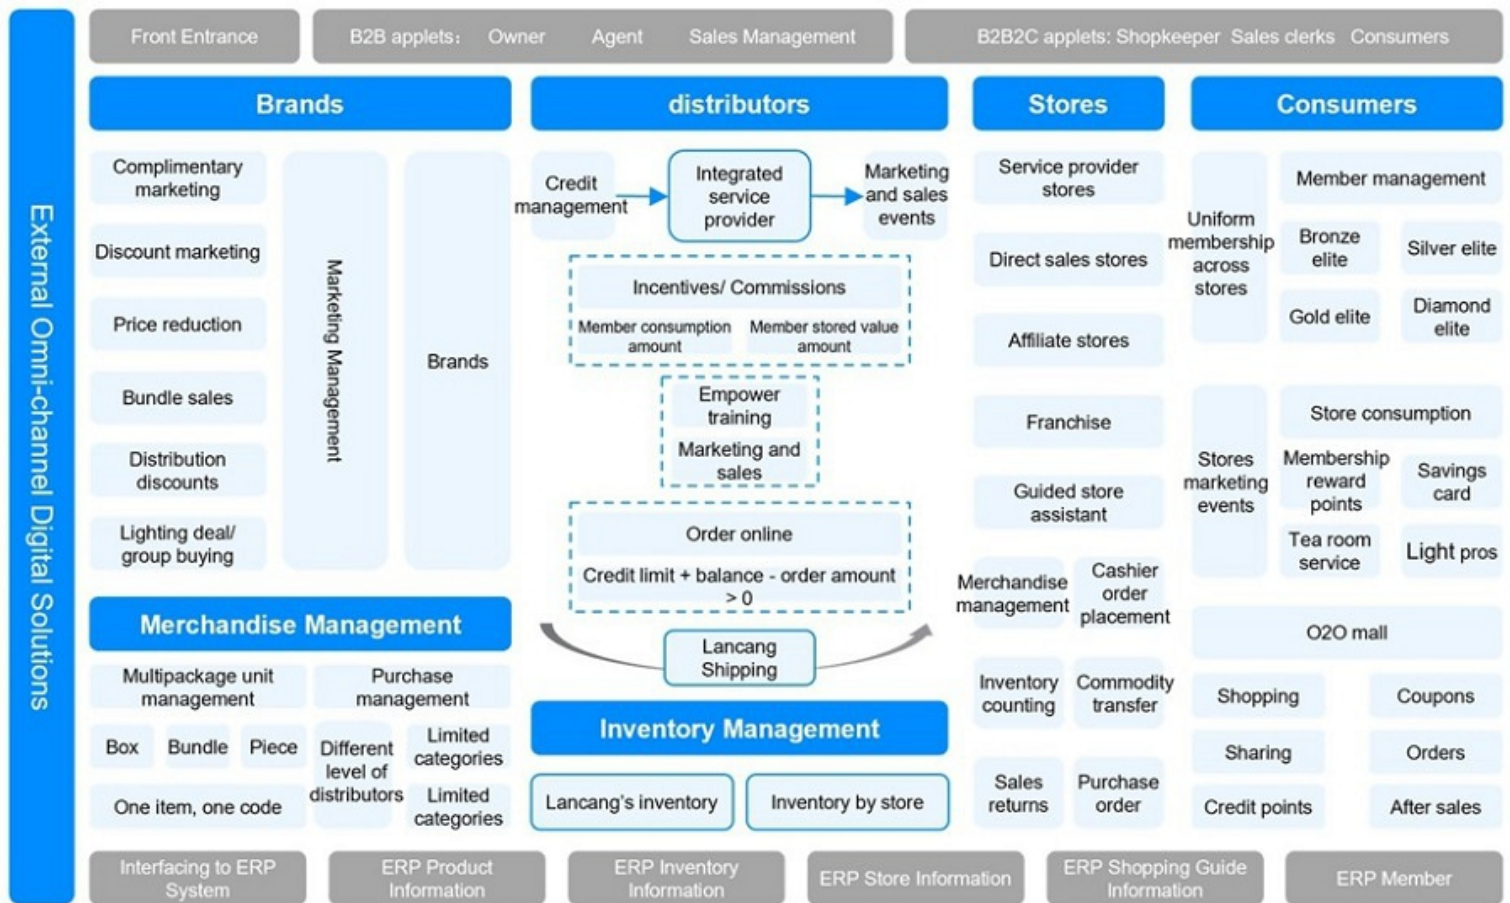 External Omni-channel Digital Solutions
Front Entrance
B2B applets: Owner Agent Sales Management
B2B2C applets: Shopkeeper Sales clerks Consumers
Brands
Complimentary
marketing
Discount marketing
Price reduction
Bundle sales
Distribution
discounts
Lighting deal/
group buying
Marketing Management
Brands
Merchandise Management
Multipackage unit
management
Purchase
management
Box
Bundle
Piece
One item, one code
Different
level of
distributors
Limited
categories
Limited
categories
distributors
Credit
management
Integrated
service
provider
Marketing
and sales
events
Incentives/ Commissions
Member consumption
amount
Member stored value
amount
Empower
training
Marketing and
sales
Order online
Credit limit + balance - order amount
> 0
Lancang
Shipping
Inventory Management
Lancang's inventory
Inventory by store
Stores
Service provider
stores
Direct sales stores
Affiliate stores
Franchise
Guided store
assistant
Merchandise
management
Cashier
order
placement
Inventory
counting
Commodity
transfer
Sales
returns
Purchase
order
Consumers
Uniform
membership
across
stores
Member management
Bronze
elite
Silver elite
Gold elite
Diamond
elite
Stores
marketing
events
Store consumption
Membership
reward
points
Savings
card
Tea room
service
Light pros
O2O mall
Shopping
Coupons
Sharing
Orders
Credit points
After sales
Interfacing to ERP
System
ERP Product
Information
ERP Inventory
Information
ERP Store Information
ERP Shopping Guide
Information
ERP Member